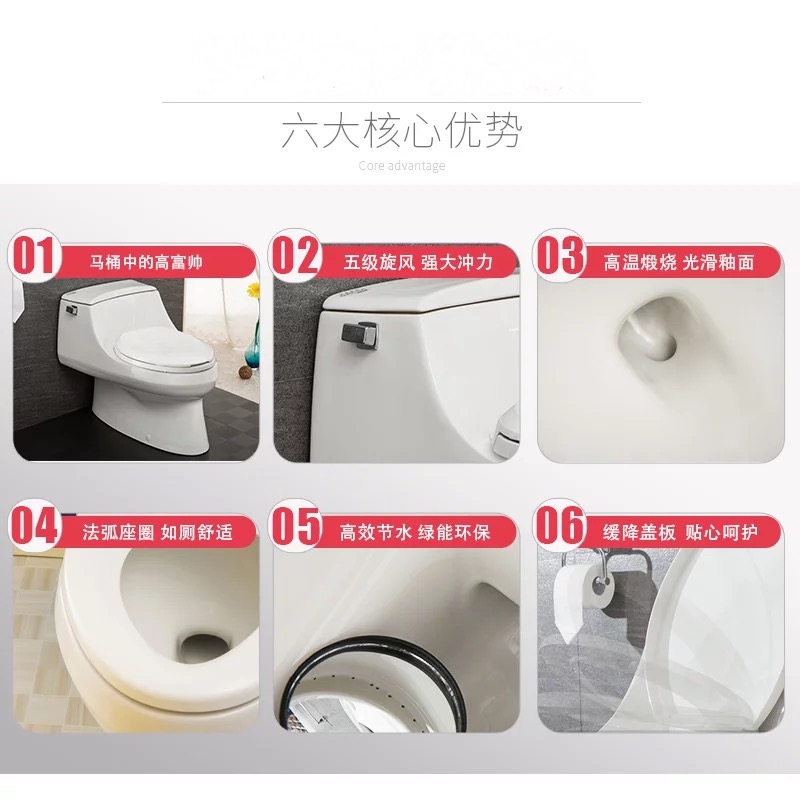 六大核心优势
Core advantage
01 马桶中的高富帅
02 五级旋风 强大冲力
03 高温煅烧 光滑釉面
04 法弧座圈 如厕舒适
05 高效节水 绿能环保
06 缓降盖板 贴心呵护